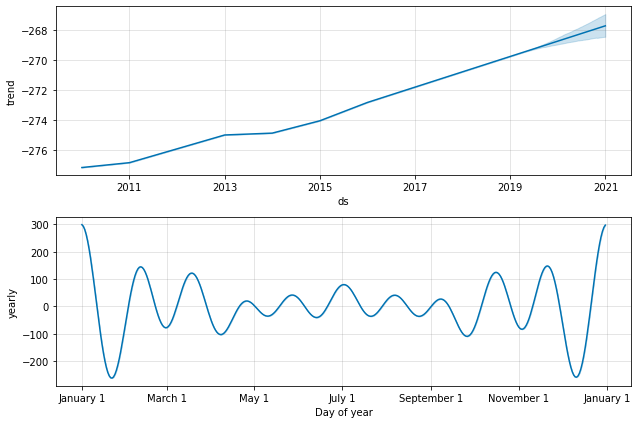 −268
−270
−272
−274
−276
trend
2011
2013
2015
2017
2019
2021
ds
300
200
100
0
−100
−200
yearly
January 1
March 1
May 1
July 1
September 1
November 1
January 1
Day of year